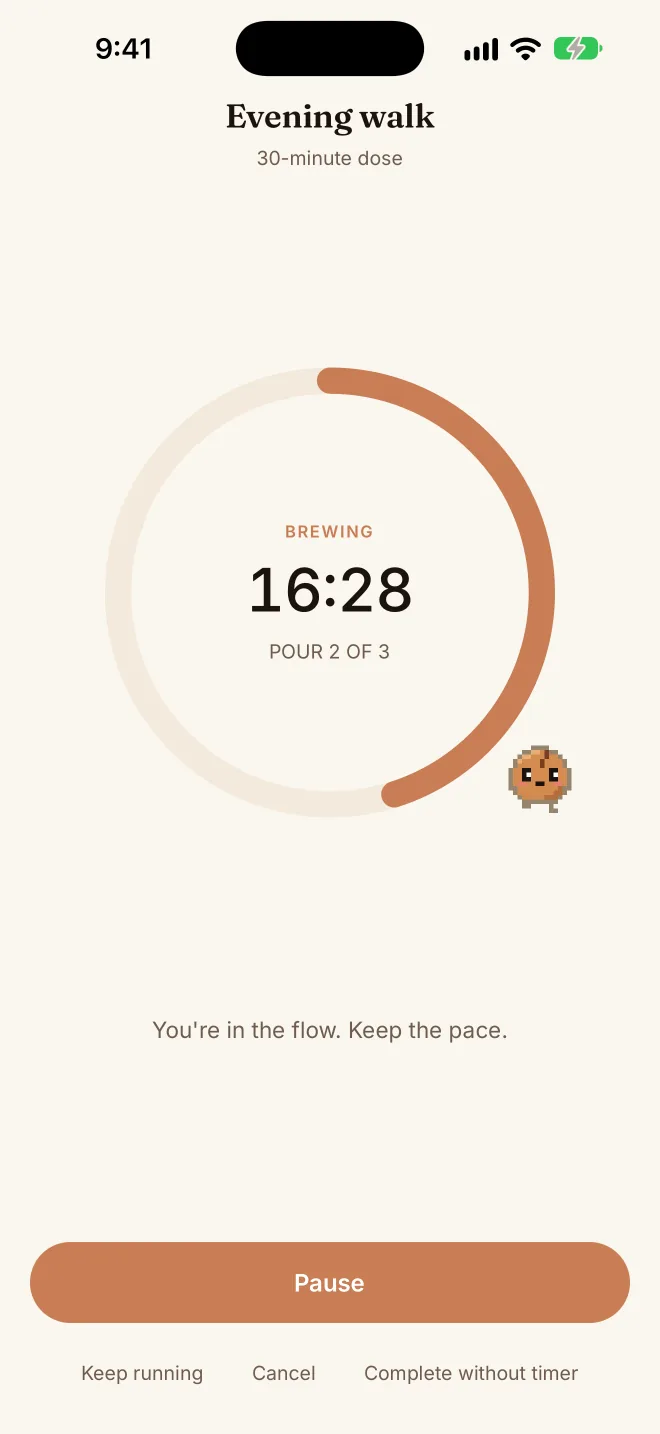 9:41
Evening walk
30-minute dose
BREWING
16:28
POUR 2 OF 3
You're in the flow. Keep the pace.
Pause
Keep running Cancel Complete without timer